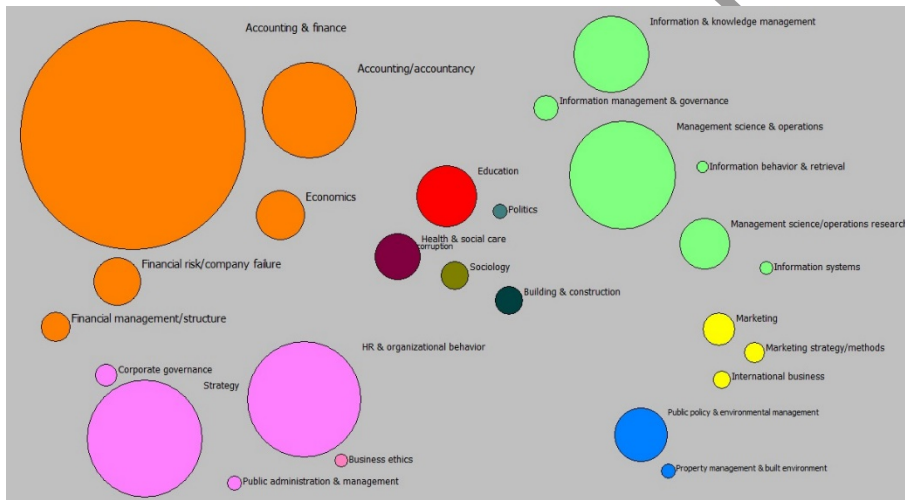 Accounting & finance
Information & knowledge management
Accounting/accountancy
Information management & governance
Management science & operations
Education
Information behavior & retrieval
Economics
Politics
Management science/operations research
Health & social care
corruption
Financial risk/company failure
Sociology
Information systems
Building & construction
Financial management/structure
Marketing
HR & organizational behavior
Marketing strategy/methods
Corporate governance
International business
Strategy
Public policy & environmental management
Business ethics
Property management & built environment
Public administration & management